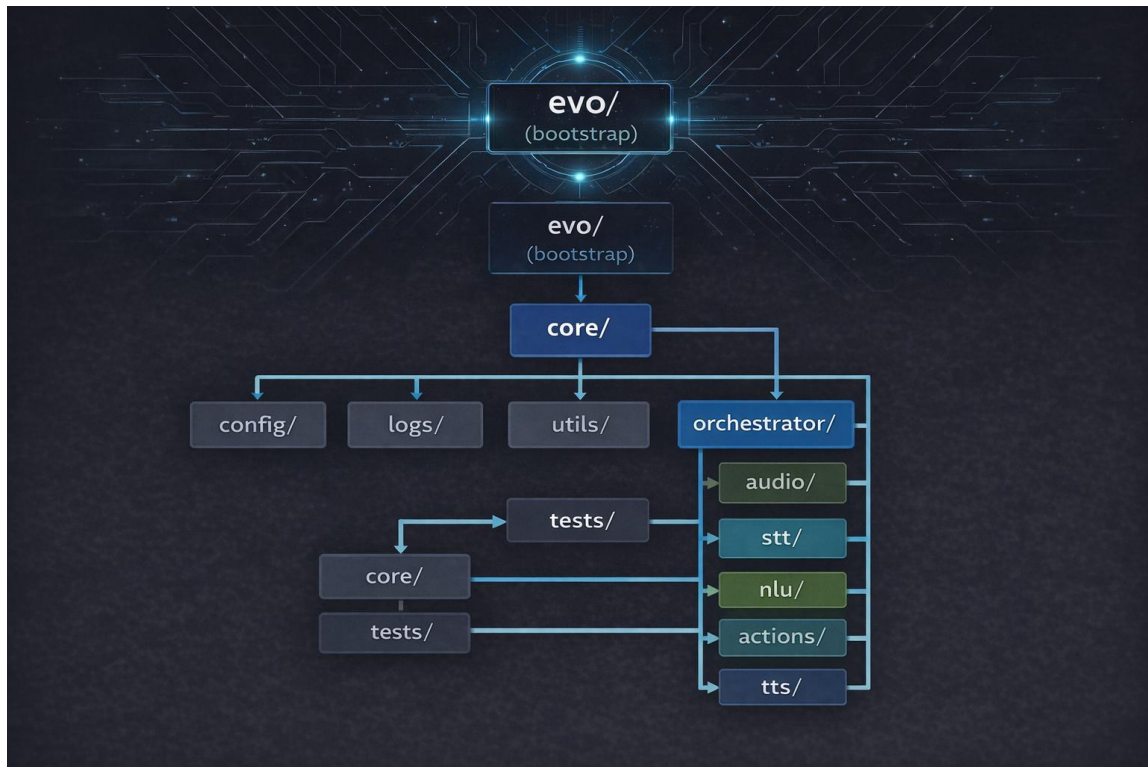 evo/
(bootstrap)
evo/
(bootstrap)
core/
config/
logs/
utils/
orchestrator/
audio/
tests/
stt/
core/
nlu/
tests/
actions/
tts/